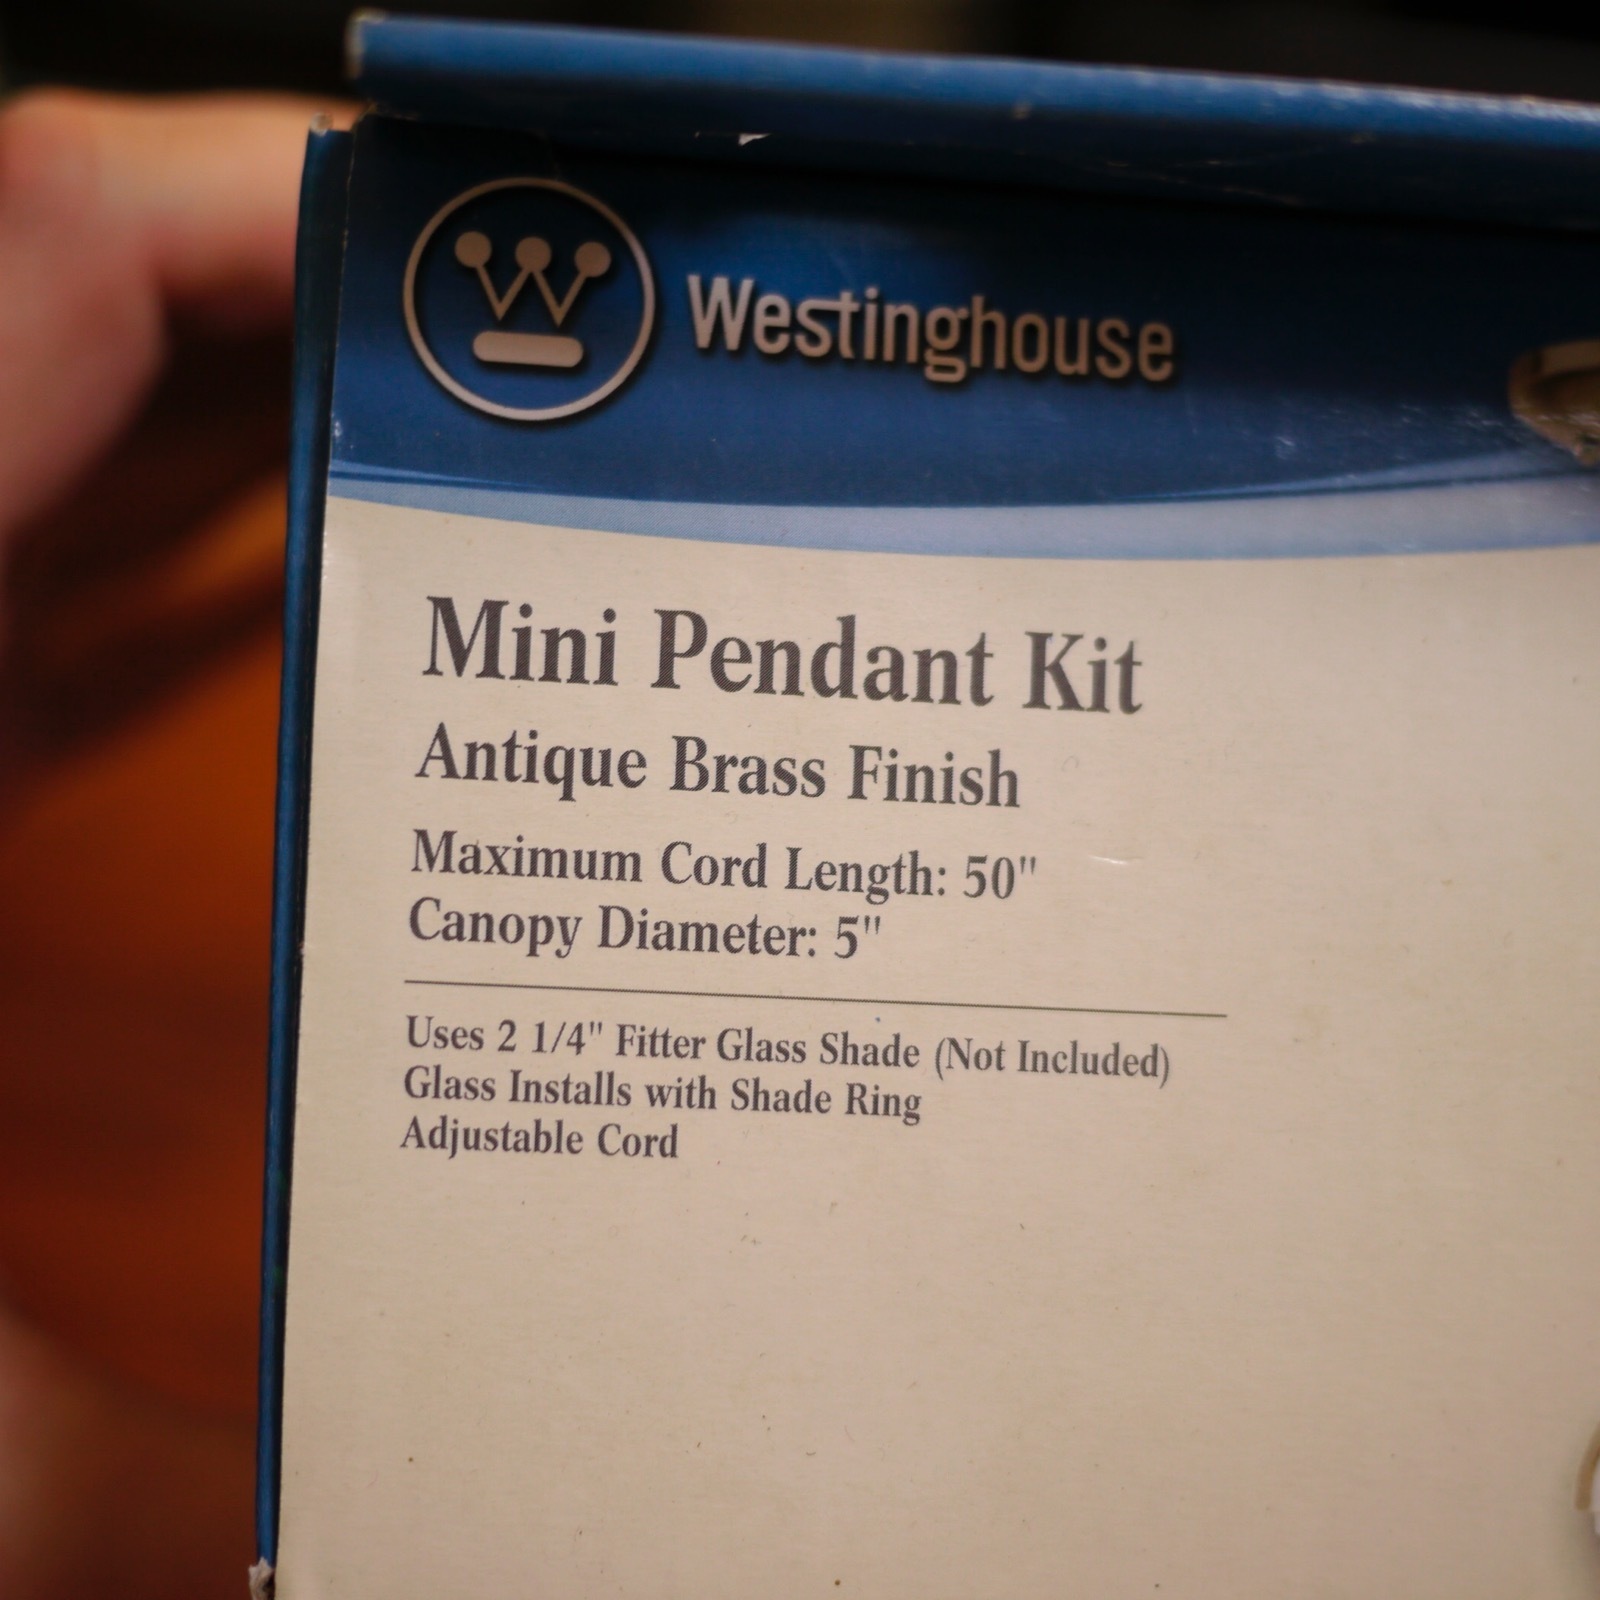 Westinghouse
Mini Pendant Kit
Antique Brass Finish
Maximum Cord Length: 50"
Canopy Diameter: 5"
Uses 2 1/4" Fitter Glass Shade (Not Included)
Glass Installs with Shade Ring
Adjustable Cord